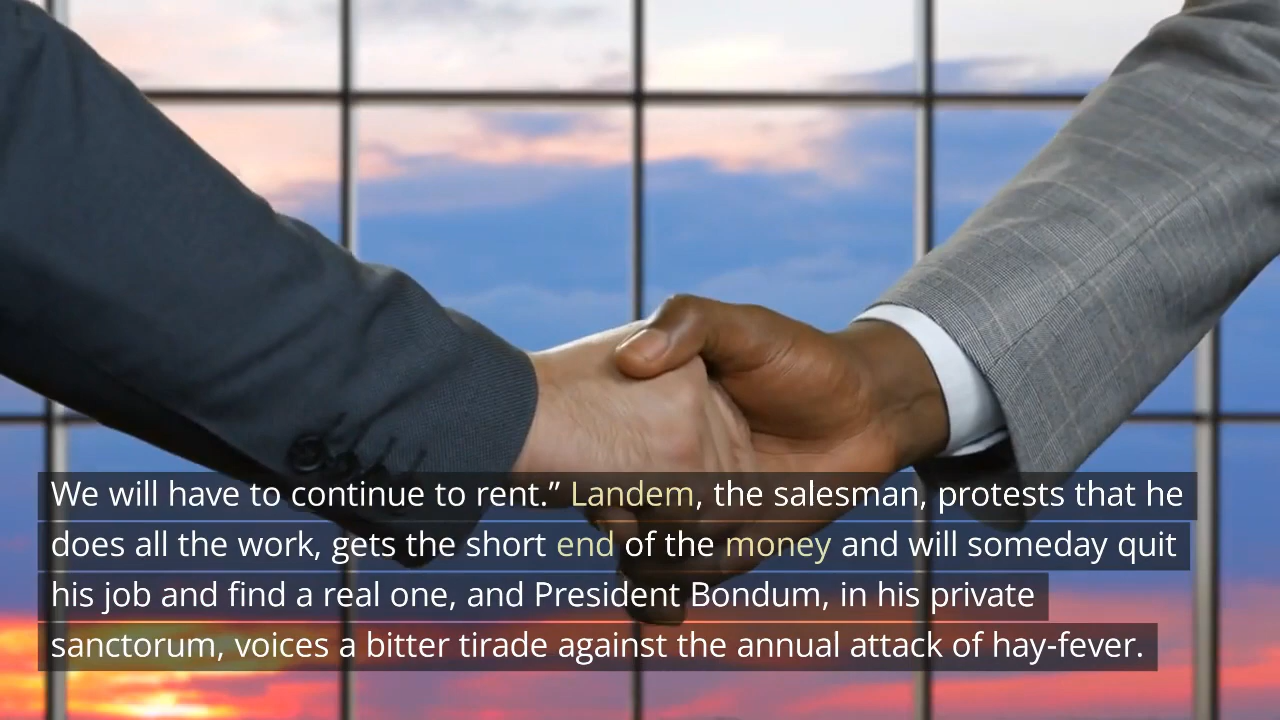 We will have to continue to rent.” Landem, the salesman, protests that he
does all the work, gets the short end of the money and will someday quit
his job and find a real one, and President Bondum, in his private
sanctorum, voices a bitter tirade against the annual attack of hay-fever.